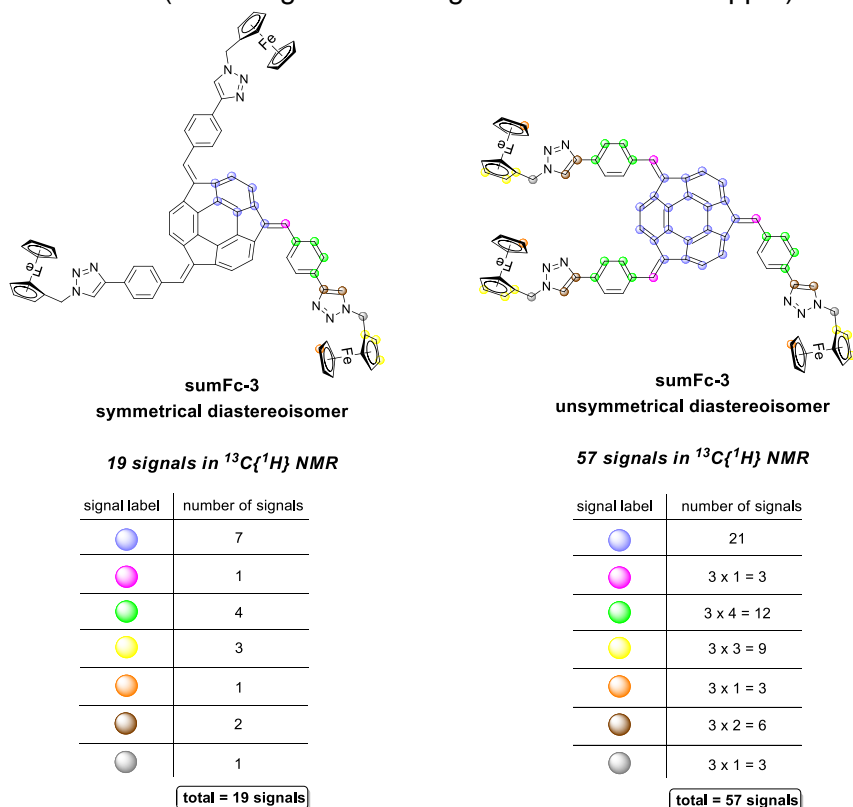 Fe
N
N
N
Fe
N=N
N
N
N
N
Fe
sumFc-3
symmetrical diastereoisomer
19 signals in ¹³C{¹H} NMR
signal label number of signals
7
1
4
3
1
2
1
total = 19 signals
Fe
N=N
N
Fe
N=N
N
N
N
N
Fe
sumFc-3
unsymmetrical diastereoisomer
57 signals in ¹³C{¹H} NMR
signal label number of signals
21
3 x 1 = 3
3 x 4 = 12
3 x 3 = 9
3 x 1 = 3
3 x 2 = 6
3 x 1 = 3
total = 57 signals